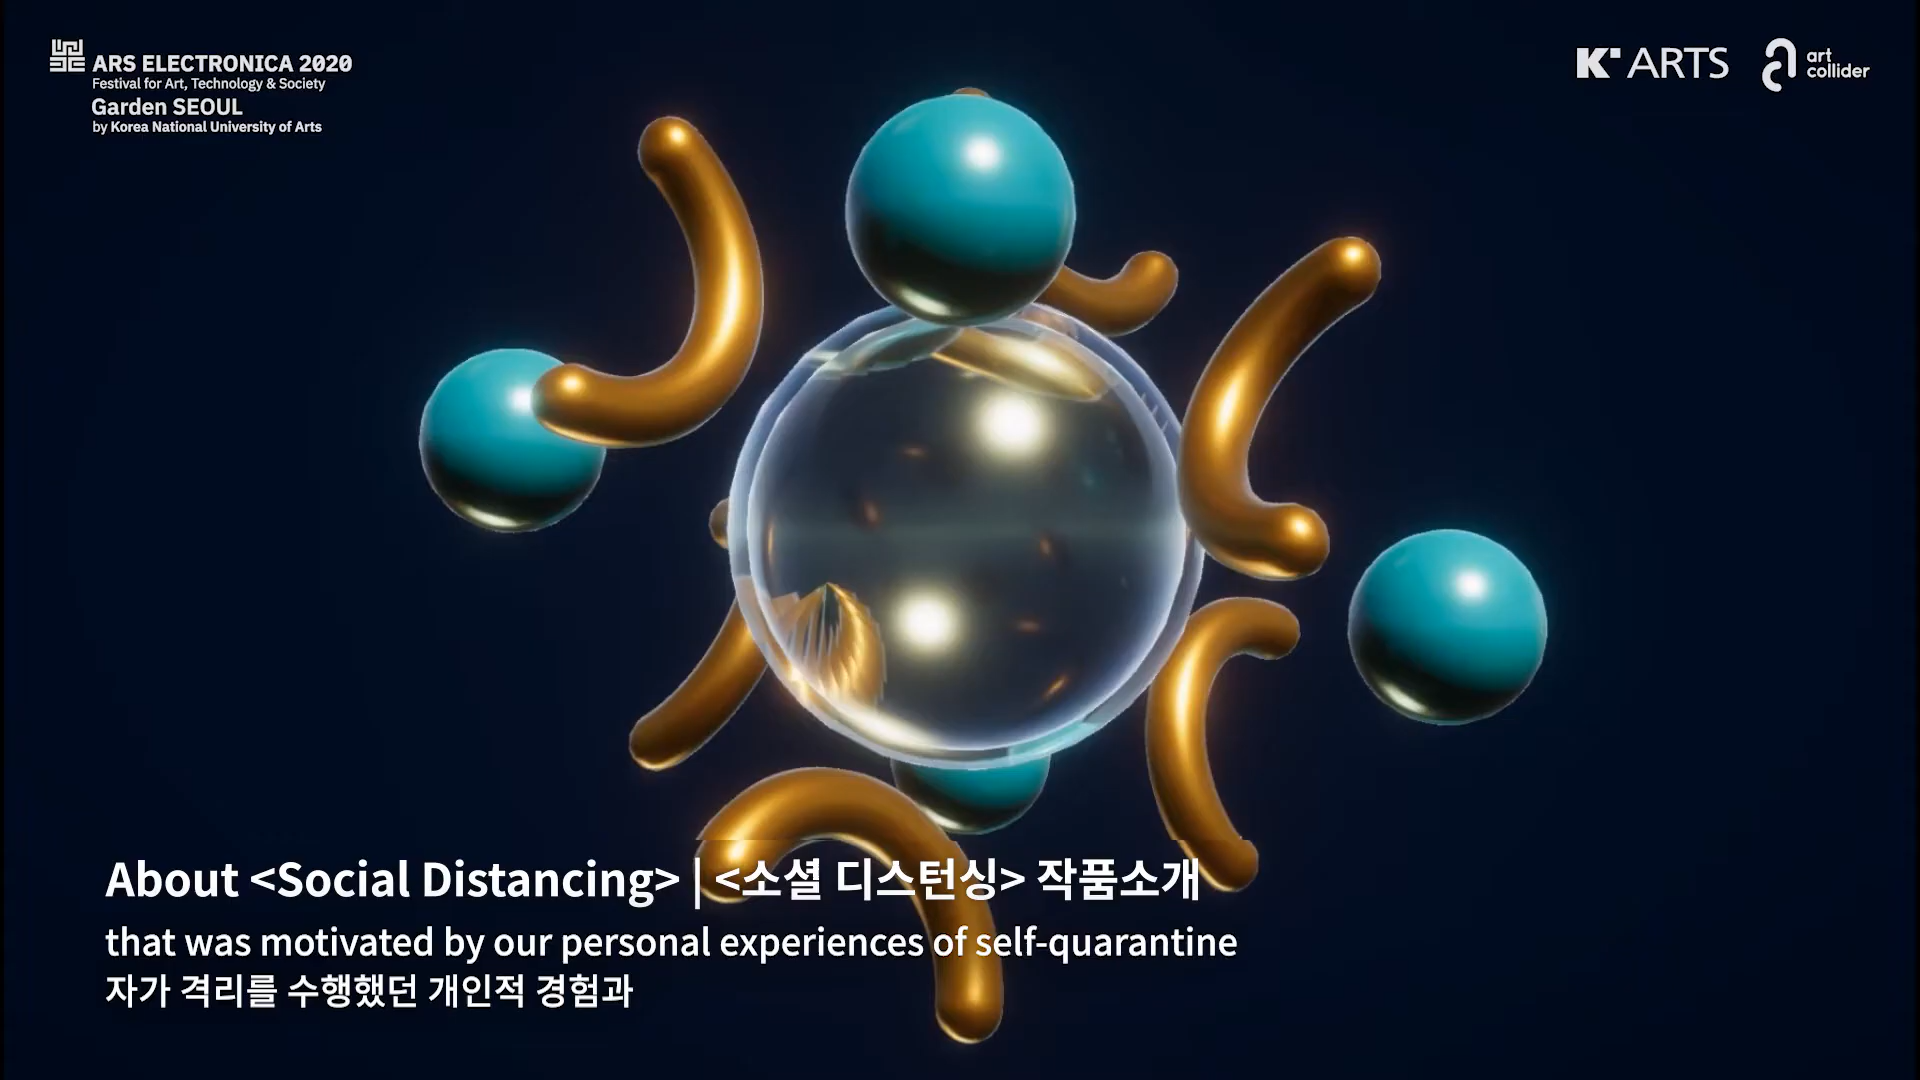 ARS ELECTRONICA 2020
Festival for Art, Technology & Society
Garden SEOUL
by Korea National University of Arts
K ARTS
art
collider
About <Social Distancing> | <소셜 디스턴싱> 작품소개
that was motivated by our personal experiences of self-quarantine
자가 격리를 수행했던 개인적 경험과